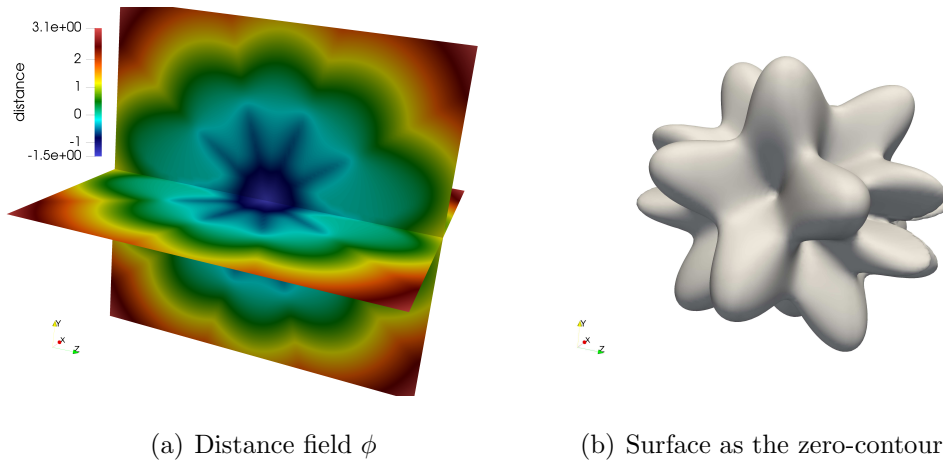 3.1e+00
2
1
0
-1
-1.5e+00
distance
Y
X
Z
Y
X
Z
(a) Distance field ϕ
(b) Surface as the zero-contour